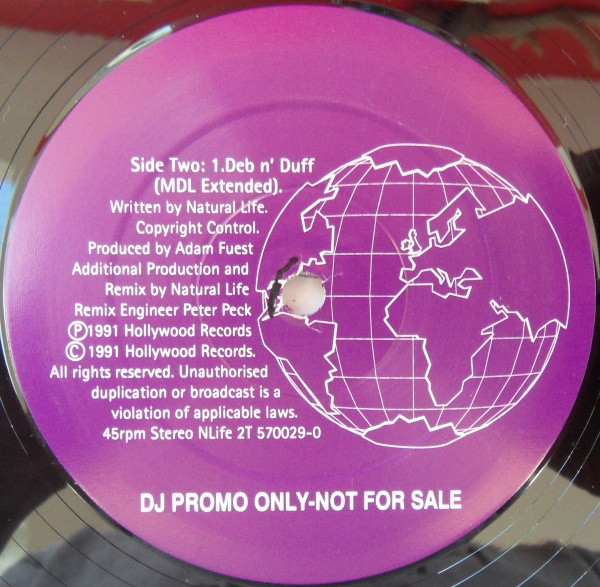 Side Two: 1.Deb n' Duff
(MDL Extended).
Written by Natural Life.
Copyright Control.
Produced by Adam Fuest
Additional Production and
Remix by Natural Life
Remix Engineer Peter Peck
Ⓟ1991 Hollywood Records
© 1991 Hollywood Records.
All rights reserved. Unauthorised
duplication or broadcast is a
violation of applicable laws.
45rpm Stereo NLife 2T 570029-0
DJ PROMO ONLY-NOT FOR SALE